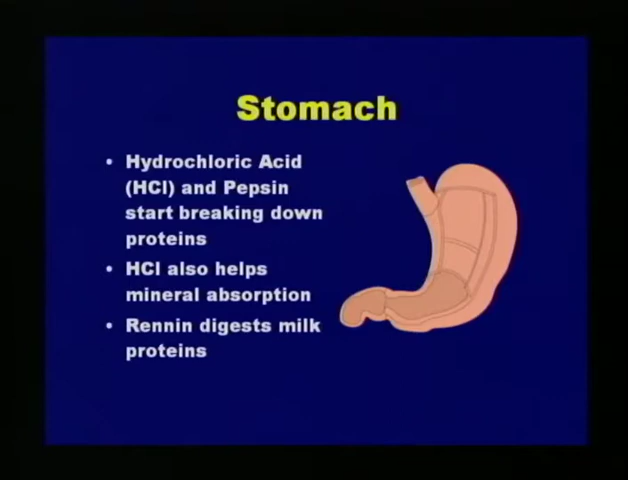 Stomach
• Hydrochloric Acid
(HCl) and Pepsin
start breaking down
proteins
• HCl also helps
mineral absorption
• Rennin digests milk
proteins